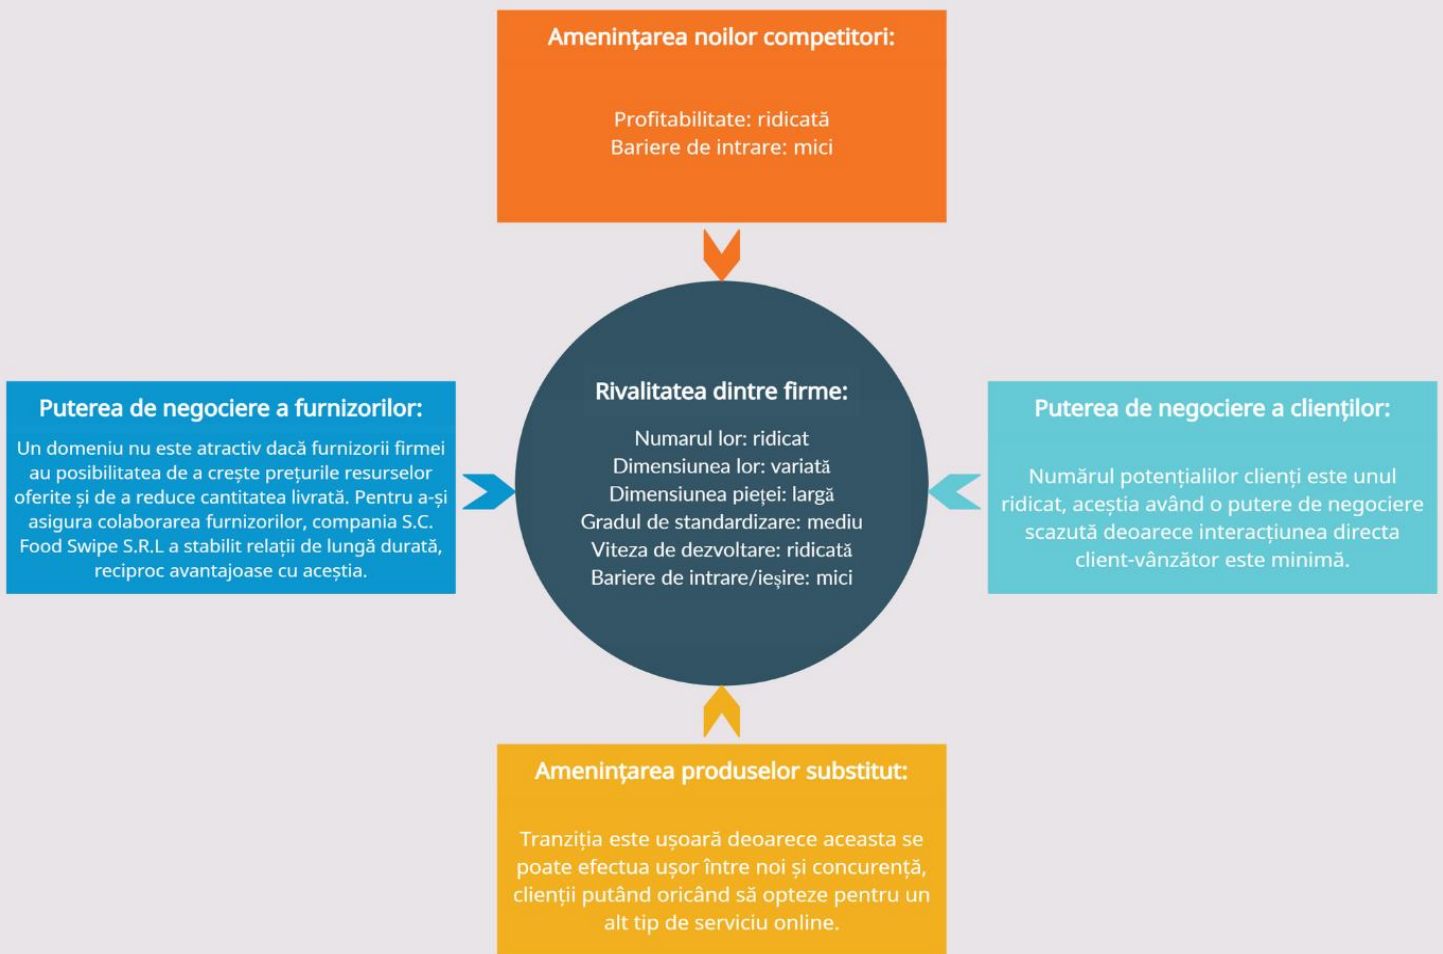 Amenințarea noilor competitori:
Profitabilitate: ridicată
Bariere de intrare: mici
Puterea de negociere a furnizorilor:
Un domeniu nu este atractiv dacă furnizorii firmei
au posibilitatea de a crește prețurile resurselor
oferite și de a reduce cantitatea livrată. Pentru a-și
asigura colaborarea furnizorilor, compania S.C.
Food Swipe S.R.L a stabilit relații de lungă durată,
reciproc avantajoase cu aceștia.
Rivalitatea dintre firme:
Numarul lor: ridicat
Dimensiunea lor: variată
Dimensiunea pieței: largă
Gradul de standardizare: mediu
Viteza de dezvoltare: ridicată
Bariere de intrare/ieșire: mici
Puterea de negociere a clienților:
Numărul potențialilor clienți este unul
ridicat, aceștia având o putere de negociere
scazută deoarece interacțiunea directa
client-vânzător este minimă.
Amenințarea produselor substitut:
Tranziția este ușoară deoarece aceasta se
poate efectua ușor între noi și concurență,
clienții putând oricând să opteze pentru un
alt tip de serviciu online.